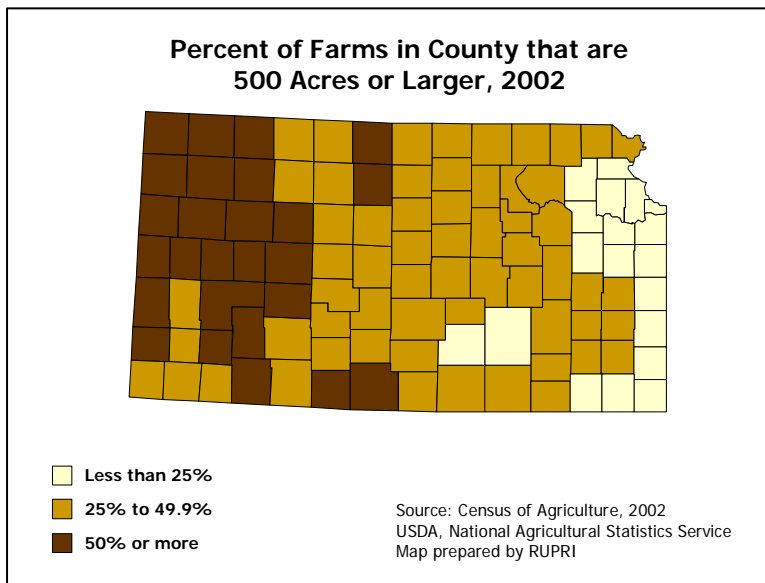 Percent of Farms in County that are
500 Acres or Larger, 2002
Less than 25%
25% to 49.9%
50% or more
Source: Census of Agriculture, 2002
USDA, National Agricultural Statistics Service
Map prepared by RUPRI